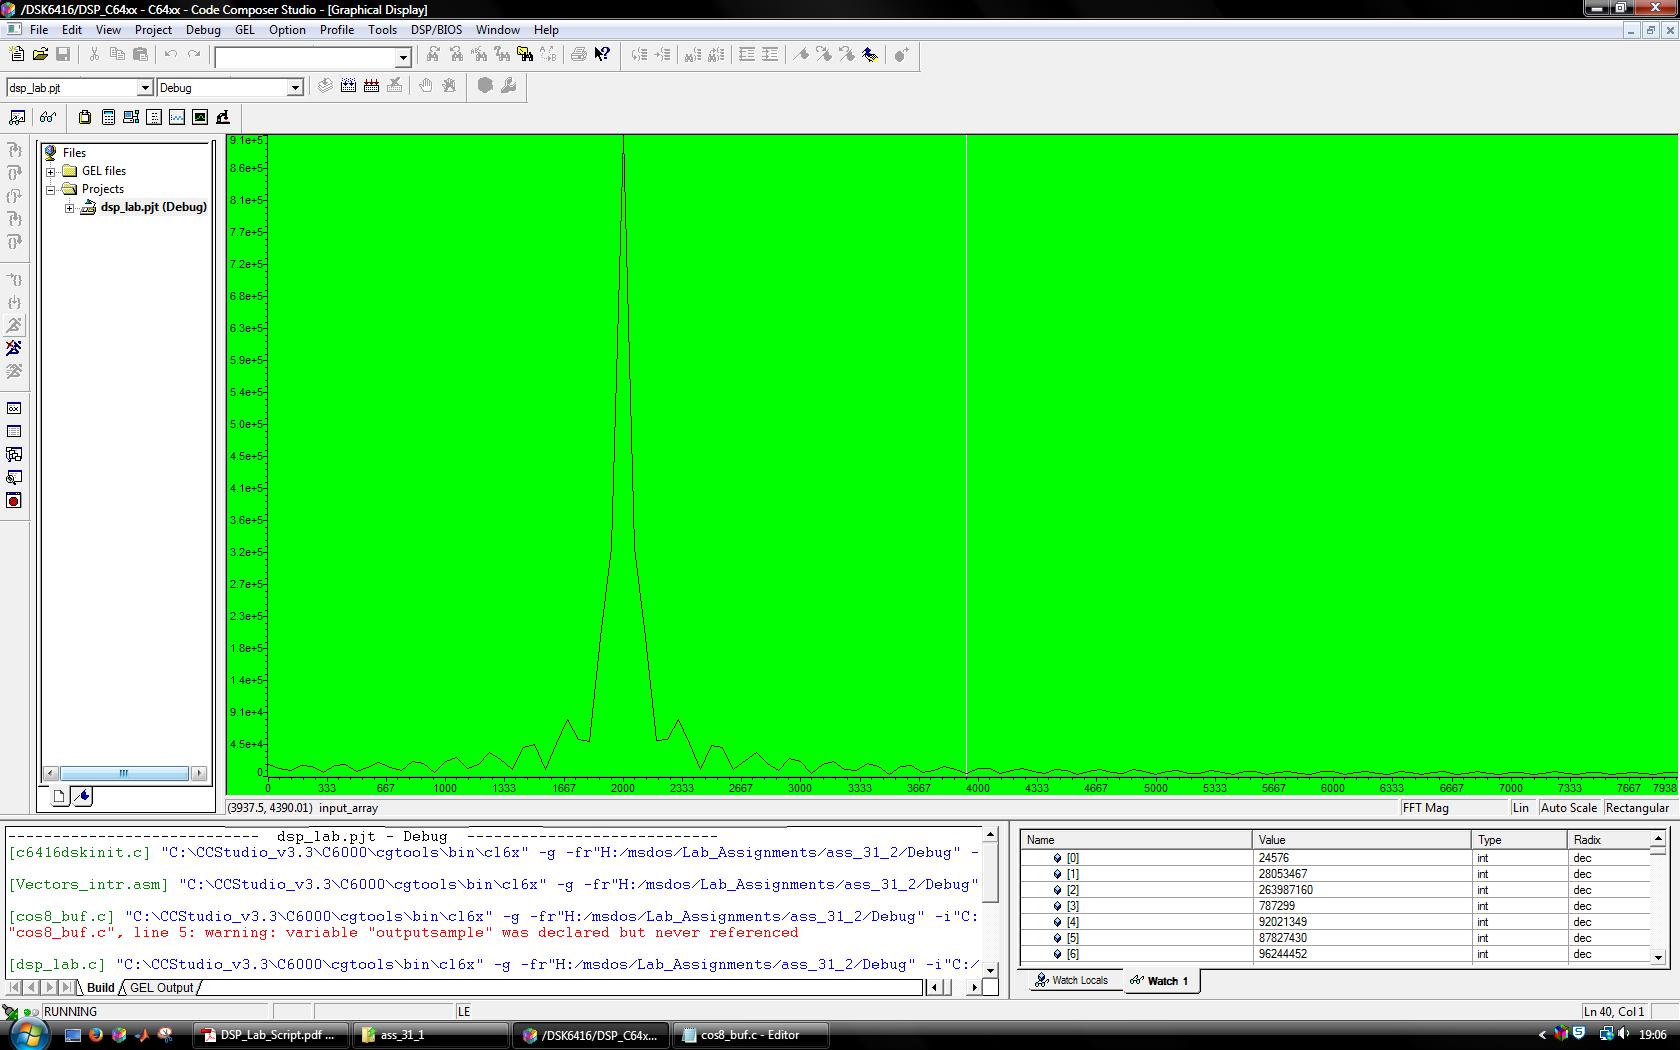 /DSK6416/DSP_C64xx - C64xx - Code Composer Studio - [Graphical Display]
File Edit View Project Debug GEL Option Profile Tools DSP/BIOS Window Help
dsp_lab.pjt Debug
Files
GEL files
Projects
dsp_lab.pjt (Debug)
9.1e+5
8.6e+5
8.1e+5
7.7e+5
7.2e+5
6.8e+5
6.3e+5
5.9e+5
5.4e+5
5.0e+5
4.5e+5
4.1e+5
3.6e+5
3.2e+5
2.7e+5
2.3e+5
1.8e+5
1.4e+5
9.1e+4
4.5e+4
0
0 333 667 1000 1333 1667 2000 2333 2667 3000 3333 3667 4000 4333 4667 5000 5333 5667 6000 6333 6667 7000 7333 7667 7938
(3937.5, 4390.01) input_array FFT Mag Lin Auto Scale Rectangular
---------------------------- dsp_lab.pjt - Debug ----------------------------
[c6416dskinit.c] "C:\CCStudio_v3.3\C6000\cgtools\bin\cl6x" -g -fr"H:/msdos/Lab_Assignments/ass_31_2/Debug" -
[Vectors_intr.asm] "C:\CCStudio_v3.3\C6000\cgtools\bin\cl6x" -g -fr"H:/msdos/Lab_Assignments/ass_31_2/Debug"
[cos8_buf.c] "C:\CCStudio_v3.3\C6000\cgtools\bin\cl6x" -g -fr"H:/msdos/Lab_Assignments/ass_31_2/Debug" -i"C:
"cos8_buf.c", line 5: warning: variable "outputsample" was declared but never referenced
[dsp_lab.c] "C:\CCStudio_v3.3\C6000\cgtools\bin\cl6x" -g -fr"H:/msdos/Lab_Assignments/ass_31_2/Debug" -i"C:/
Build GEL Output
Name Value Type Radix
[0] 24576 int dec
[1] 28053467 int dec
[2] 263987160 int dec
[3] 787299 int dec
[4] 92021349 int dec
[5] 87827430 int dec
[6] 96244452 int dec
Watch Locals Watch 1
RUNNING LE Ln 40, Col 1
DSP_Lab_Script.pdf ... ass_31_1 /DSK6416/DSP_C64x... cos8_buf.c - Editor 19:06